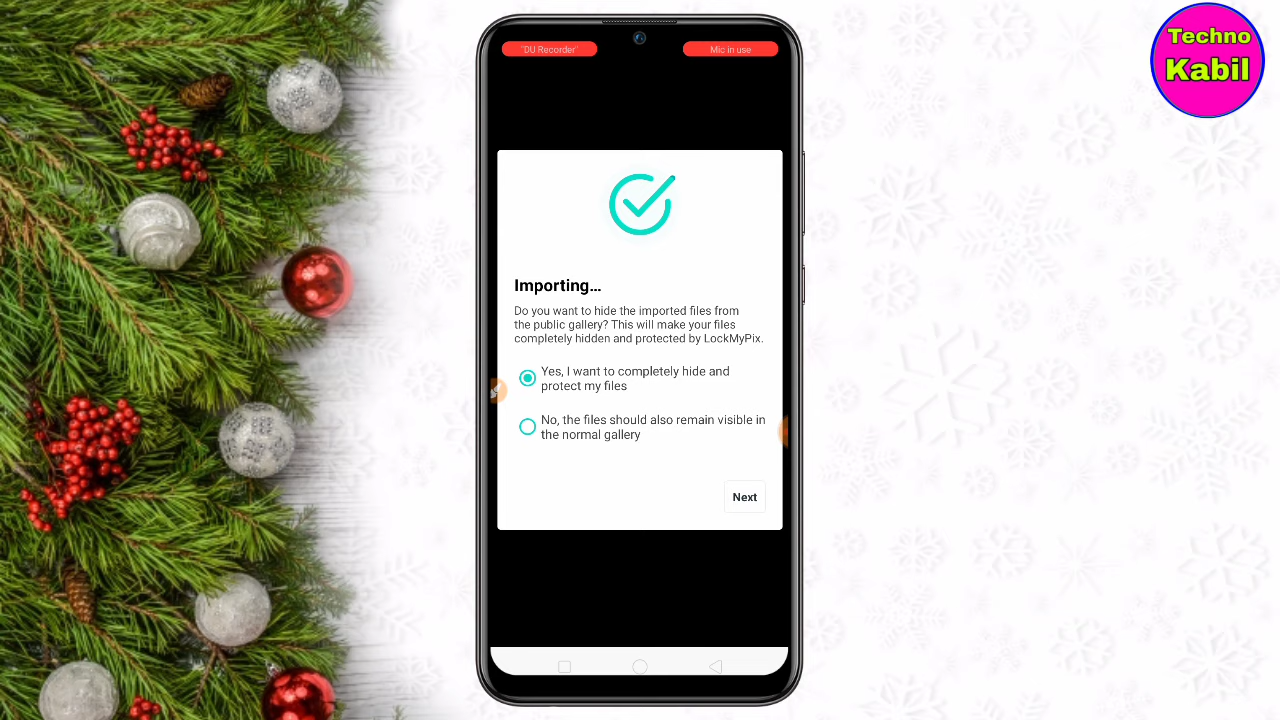 "DU Recorder"
Mic in use
Techno
Kabil
Importing...
Do you want to hide the imported files from
the public gallery? This will make your files
completely hidden and protected by LockMyPix.
Yes, I want to completely hide and
protect my files
No, the files should also remain visible in
the normal gallery
Next